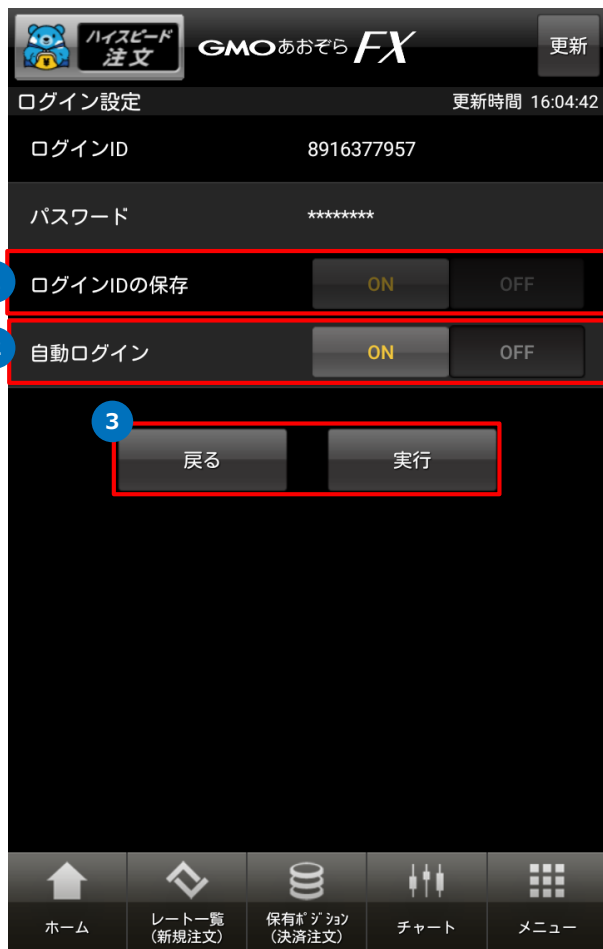 ハイスピード
注文
GMOあおぞらFX
更新
ログイン設定
更新時間 16:04:42
ログインID
8916377957
パスワード
********
ログインIDの保存
ON
OFF
自動ログイン
ON
OFF
3
戻る
実行
ホーム
レート一覧
(新規注文)
保有ﾎﾟｼﾞｼｮﾝ
(決済注文)
チャート
メニュー